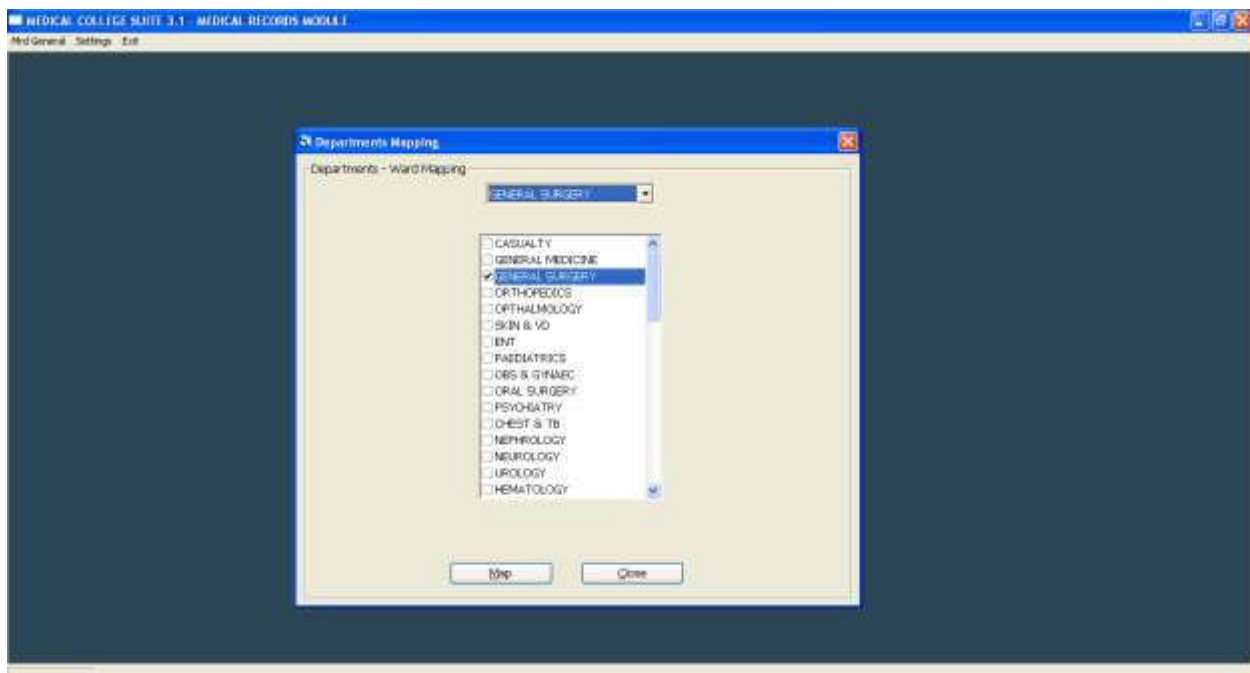 MEDICAL COLLEGE SUITE 3.1 - MEDICAL RECORDS MODULE
Mrd General Settings Exit
Departments Mapping
Departments - Ward Mapping
GENERAL SURGERY
CASUALTY
GENERAL MEDICINE
GENERAL SURGERY
ORTHOPEDICS
OPTHALMOLOGY
SKIN & VD
ENT
PAEDIATRICS
OBS & GYNAEC
ORAL SURGERY
PSYCHIATRY
CHEST & TB
NEPHROLOGY
NEUROLOGY
UROLOGY
HEMATOLOGY
Map Close